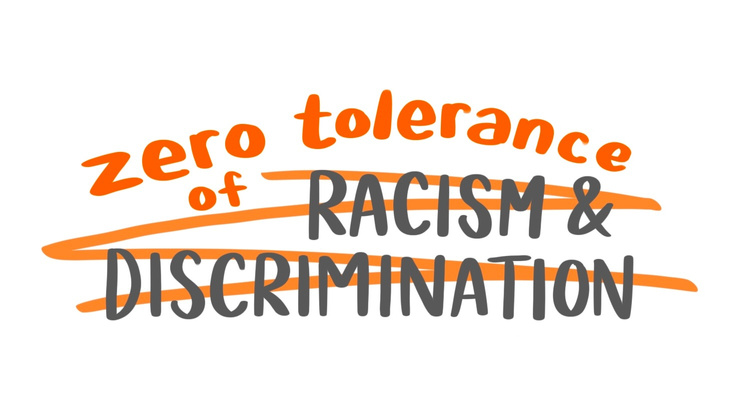 zero tolerance
of RACISM &
DISCRIMINATION